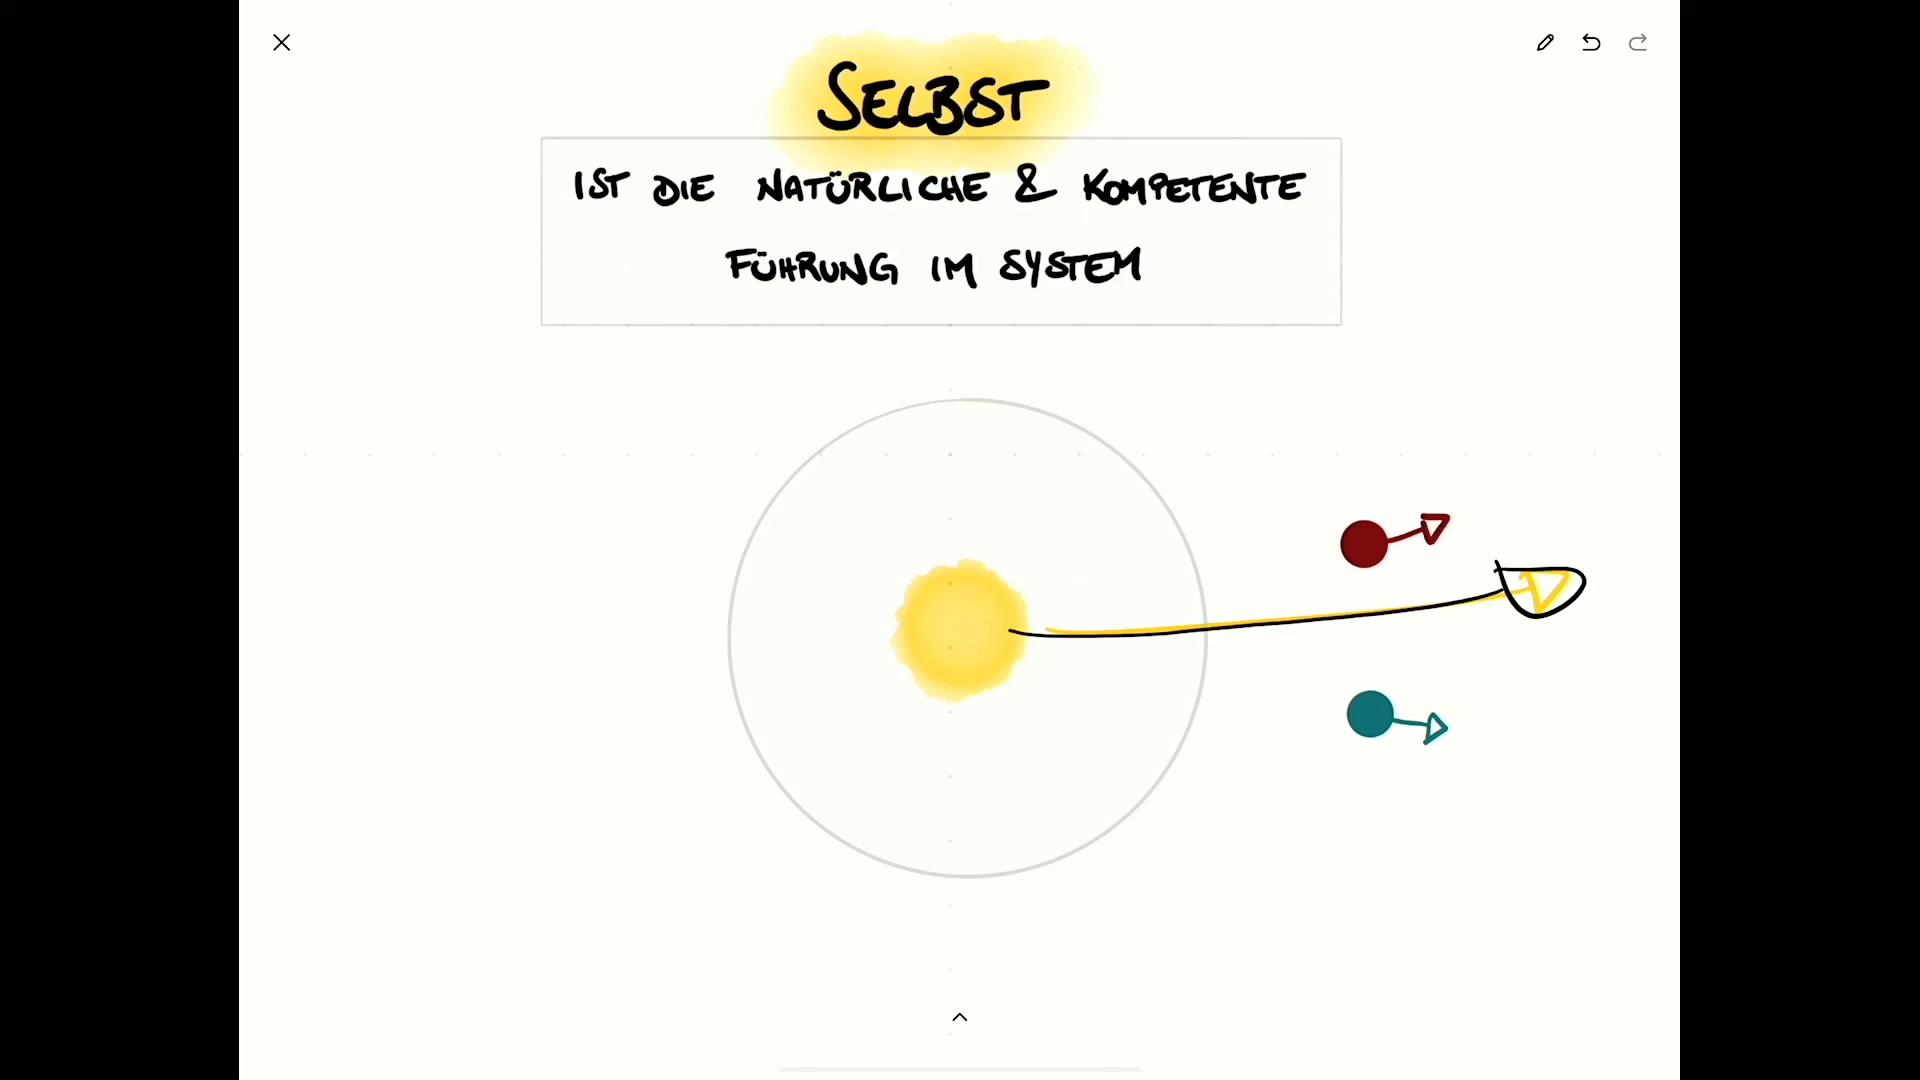 SELBST
IST DIE NATÜRLICHE & KOMPETENTE
FÜHRUNG IM SYSTEM